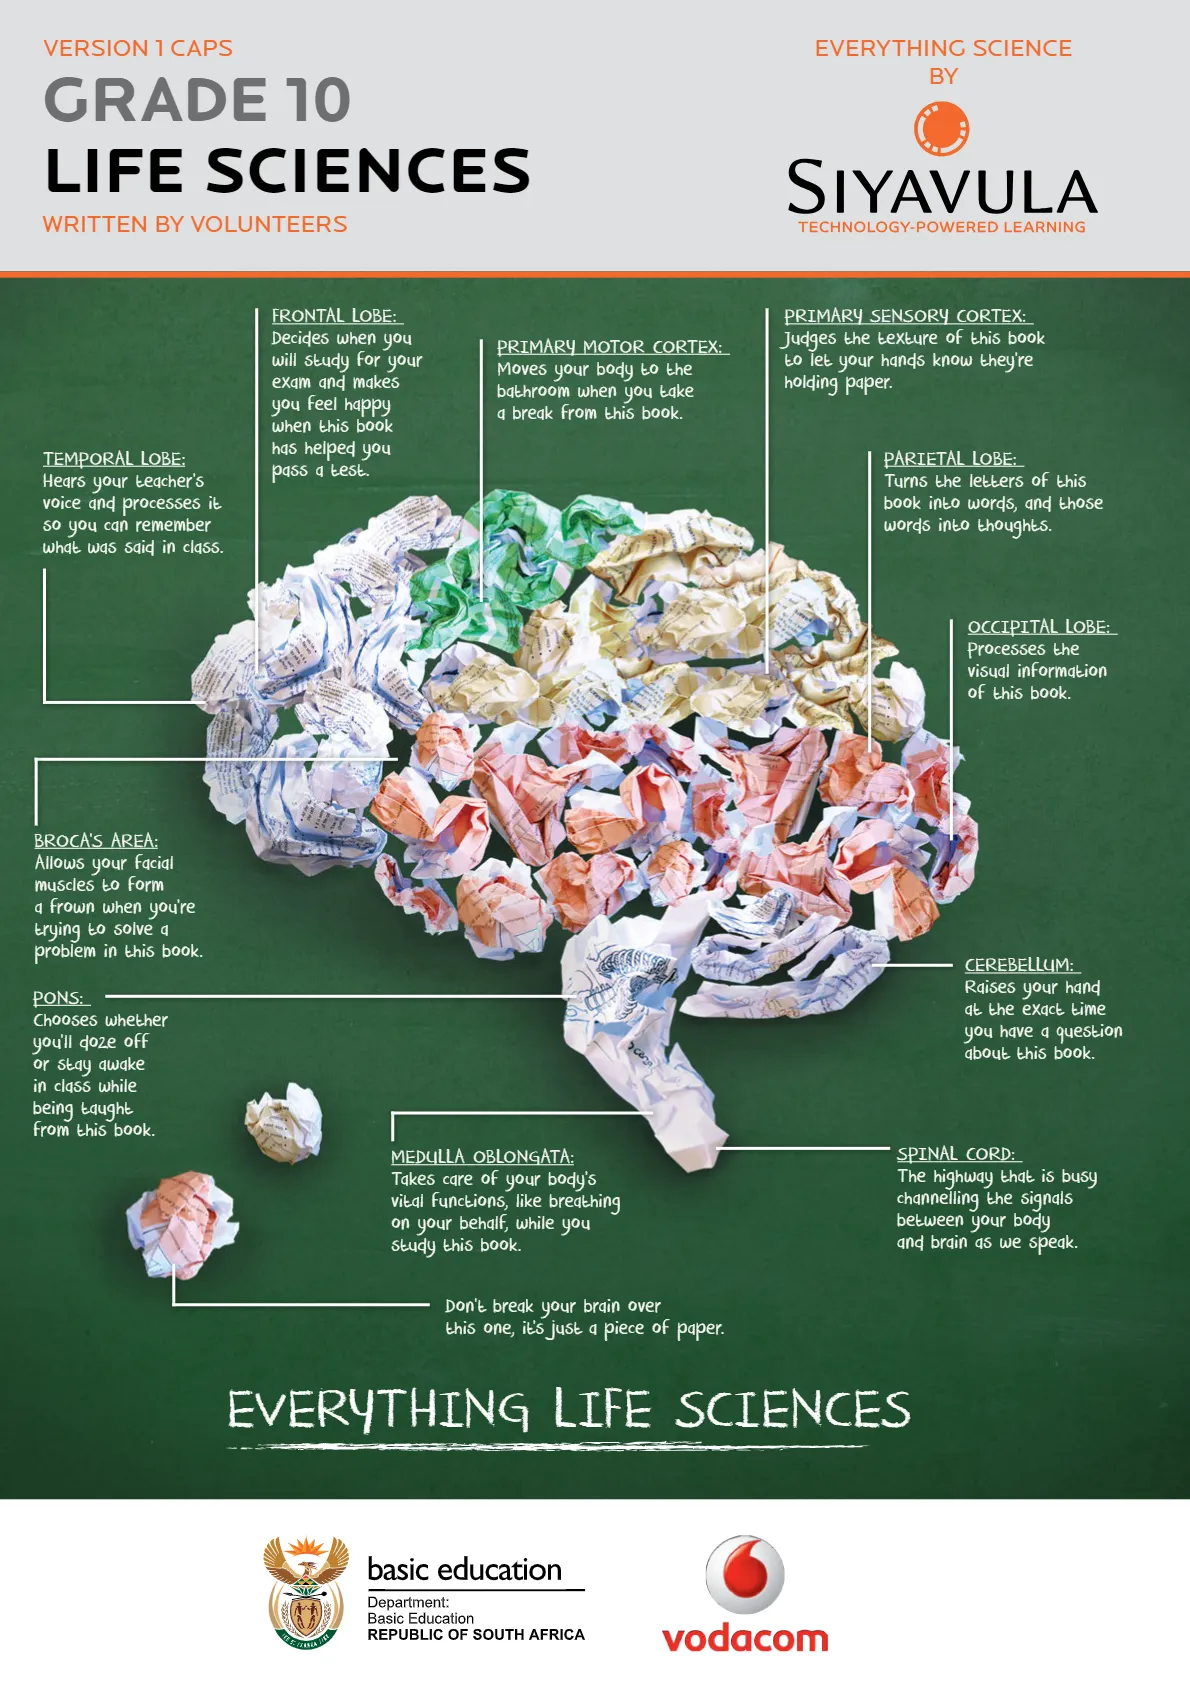 VERSION 1 CAPS
GRADE 10
LIFE SCIENCES
WRITTEN BY VOLUNTEERS
EVERYTHING SCIENCE
BY
SIYAVULA
TECHNOLOGY-POWERED LEARNING
FRONTAL LOBE:
Decides when you
will study for your
exam and makes
you feel happy
when this book
has helped you
pass a test.
PRIMARY MOTOR CORTEX:
Moves your body to the
bathroom when you take
a break from this book.
PRIMARY SENSORY CORTEX:
Judges the texture of this book
to let your hands know they're
holding paper.
TEMPORAL LOBE:
Hears your teacher's
voice and processes it
so you can remember
what was said in class.
PARIETAL LOBE:
Turns the letters of this
book into words, and those
words into thoughts.
OCCIPITAL LOBE:
Processes the
visual information
of this book.
BROCA'S AREA:
Allows your facial
muscles to form
a frown when you're
trying to solve a
problem in this book.
CEREBELLUM:
Raises your hand
at the exact time
you have a question
about this book.
PONS:
Chooses whether
you'll doze off
or stay awake
in class while
being taught
from this book.
MEDULLA OBLONGATA:
Takes care of your body's
vital functions, like breathing
on your behalf, while you
study this book.
SPINAL CORD:
The highway that is busy
channelling the signals
between your body
and brain as we speak.
Don't break your brain over
this one, it's just a piece of paper.
EVERYTHING LIFE SCIENCES
basic education
Department:
Basic Education
REPUBLIC OF SOUTH AFRICA
vodacom